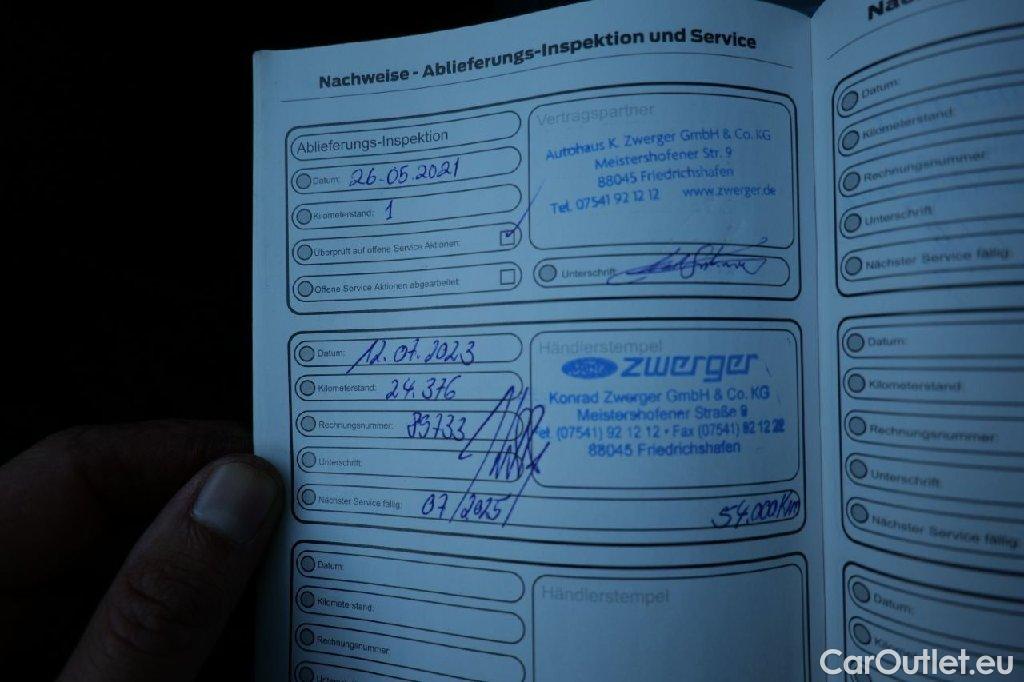 Nachweise - Ablieferungs-Inspektion und Service
Ablieferungs-Inspektion
Datum: 26-05.2021
Kilometerstand: 1
Überprüft auf offene Service Aktionen:
Offene Service Aktionen abgearbeitet:
Vertragspartner
Autohaus K. Zwerger GmbH & Co. KG
Meistershofener Str. 9
88045 Friedrichshafen
Tel. 07541 92 12 12 www.zwerger.de
Unterschrift:
Datum: 12.07.2023
Kilometerstand: 24.376
Rechnungsnummer: 89733
Unterschrift:
Nächster Service fällig: 07/2025 54.000Km
Händlerstempel
zwerger
Konrad Zwerger GmbH & Co. KG
Meistershofener Straße 9
(07541) 92 12 12 • Fax (07541) 92 12 22
88045 Friedrichshafen
Datum:
Kilometerstand:
Rechnungsnummer:
Händlerstempel
Datum:
Kilometerstand:
Rechnungsnummer:
Unterschrift:
Nächster Service fällig:
Datum:
Kilometerstand:
Rechnungsnummer:
Unterschrift:
Nächster Service fällig:
Datum:
CarOutlet.eu